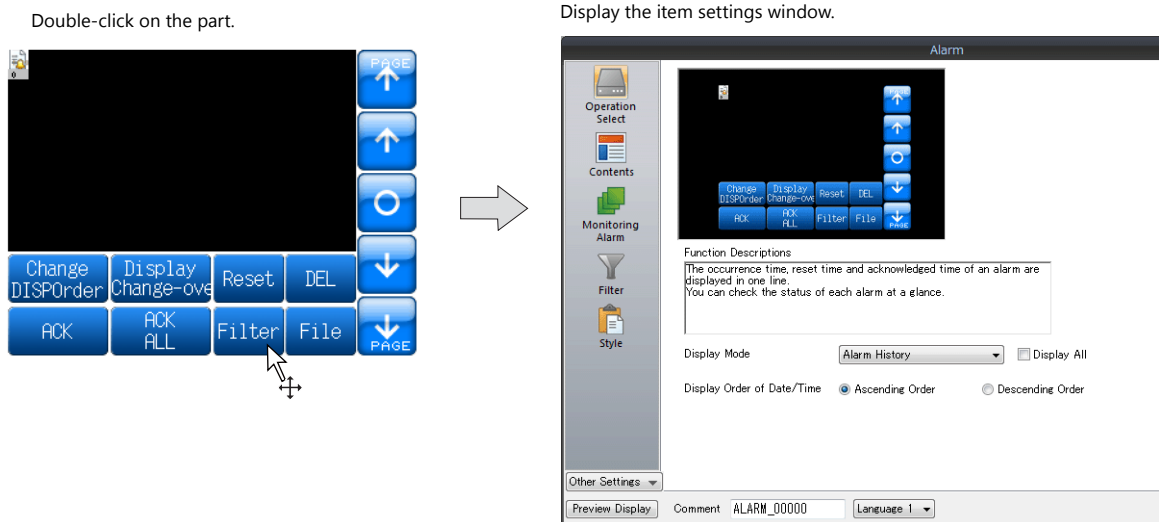 Double-click on the part.
0
PAGE
Change
DISPOrder
Display
Change-ove
Reset
DEL
ACK
ACK
ALL
Filter
File
PAGE
Display the item settings window.
Alarm
Operation
Select
Contents
Monitoring
Alarm
Filter
Style
PAGE
Change
DISPOrder
Display
Change-ove
Reset
DEL
ACK
ACK
ALL
Filter
File
PAGE
Function Descriptions
The occurrence time, reset time and acknowledged time of an alarm are
displayed in one line.
You can check the status of each alarm at a glance.
Display Mode
Alarm History
Display All
Display Order of Date/Time
Ascending Order
Descending Order
Other Settings
Preview Display
Comment
ALARM_00000
Language 1